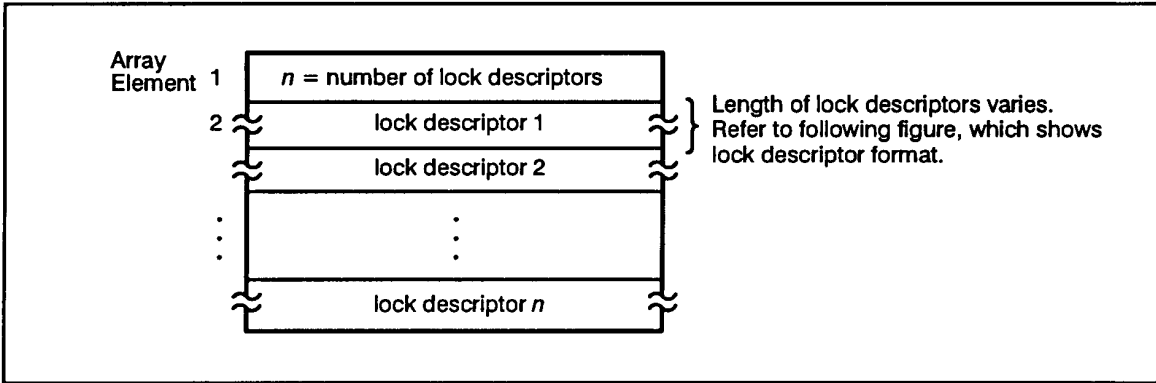 Array
Element 1
n = number of lock descriptors
2
lock descriptor 1
Length of lock descriptors varies.
Refer to following figure, which shows
lock descriptor format.
lock descriptor 2
lock descriptor n